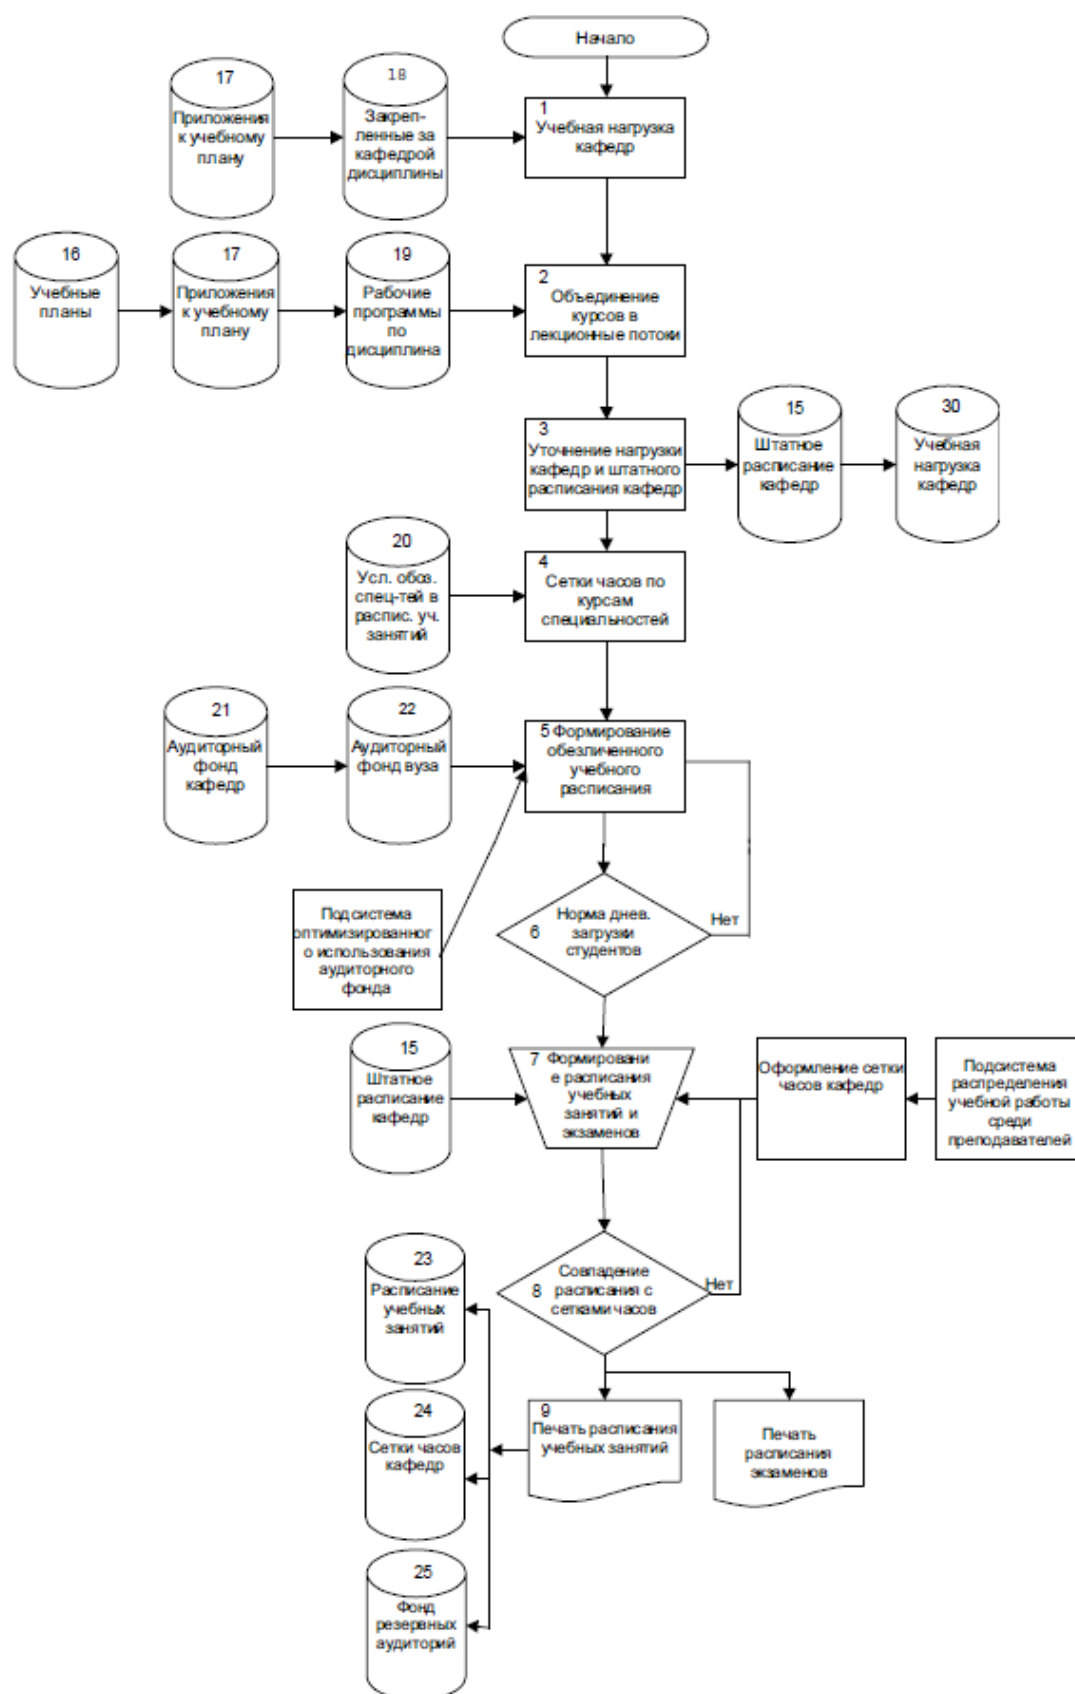 Начало
17
Приложения
к учебному
плану
18
Закреп-
ленные за
кафедрой
дисциплины
1
Учебная нагрузка
кафедр
16
Учебные
планы
17
Приложения
к учебному
плану
19
Рабочие
программы
по
дисциплина
2
Объединение
курсов в
лекционные потоки
3
Уточнение нагрузки
кафедр и штатного
расписания кафедр
15
Штатное
расписание
кафедр
30
Учебная
нагрузка
кафедр
20
Усл. обоз.
спец-тей в
распис. уч.
занятий
4
Сетки часов по
курсам
специальностей
21
Аудиторный
фонд
кафедр
22
Аудиторный
фонд вуза
5 Формирование
обезличенного
учебного
расписания
Подсистема
оптимизированног
о использования
аудиторного
фонда
6
Норма днев.
загрузки
студентов
Нет
15
Штатное
расписание
кафедр
7 Формировани
е расписания
учебных
занятий и
экзаменов
Оформление сетки
часов кафедр
Подсистема
распределения
учебной работы
среди
преподавателей
8
Совпадение
расписания с
сетками часов
Нет
23
Расписание
учебных
занятий
24
Сетки часов
кафедр
9
Печать расписания
учебных занятий
Печать
расписания
экзаменов
25
Фонд
резервных
аудиторий